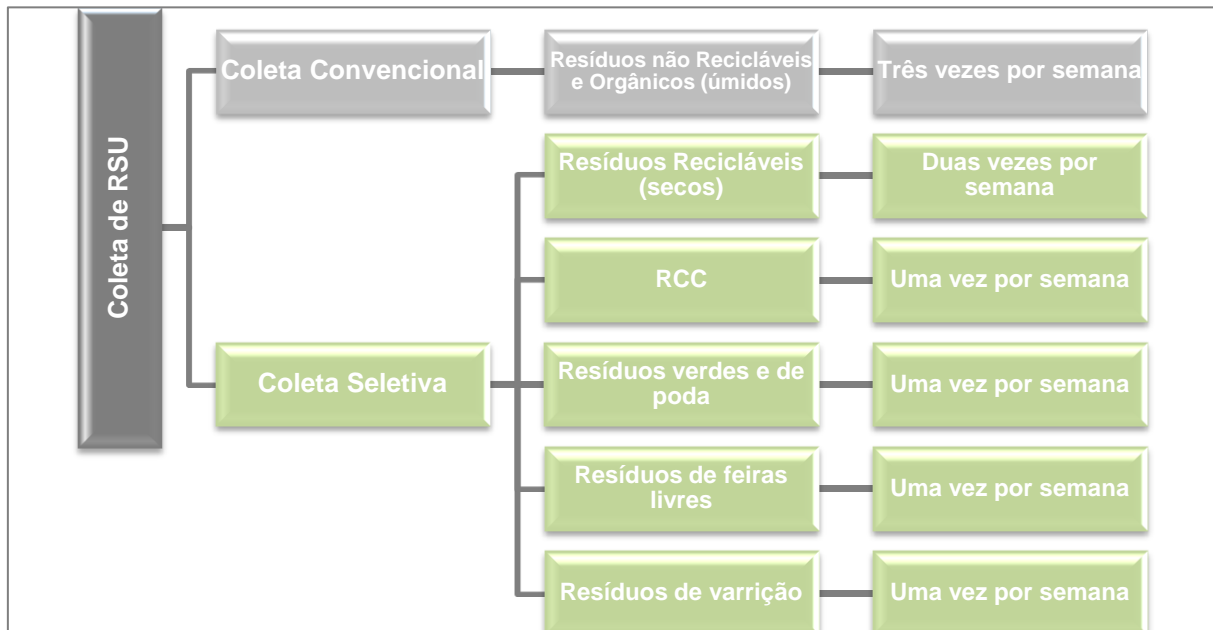 Coleta de RSU
Coleta Convencional
Resíduos não Recicláveis
e Orgânicos (úmidos)
Três vezes por semana
Coleta Seletiva
Resíduos Recicláveis
(secos)
Duas vezes por
semana
RCC
Uma vez por semana
Resíduos verdes e de
poda
Uma vez por semana
Resíduos de feiras
livres
Uma vez por semana
Resíduos de varrição
Uma vez por semana